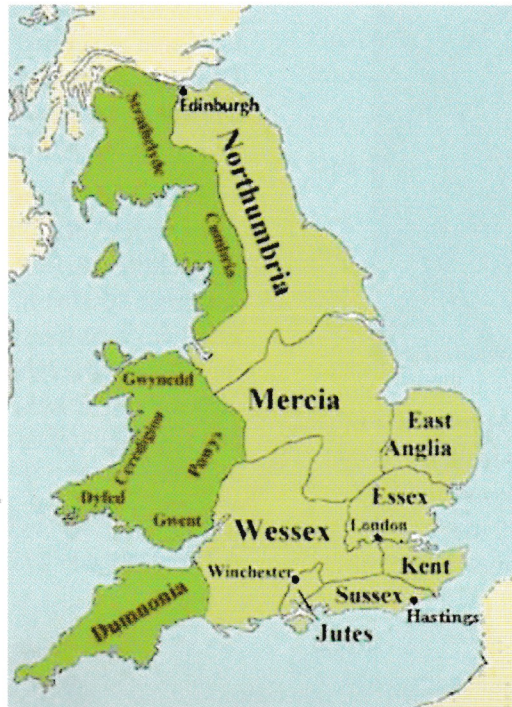 Edinburgh
Strathclyde
Northumbria
Cumbria
Gwynedd
Mercia
Ceredigion
Powys
East
Anglia
Dyfed
Gwent
Essex
London
Wessex
Kent
Winchester
Sussex
Dumnonia
Hastings
Jutes